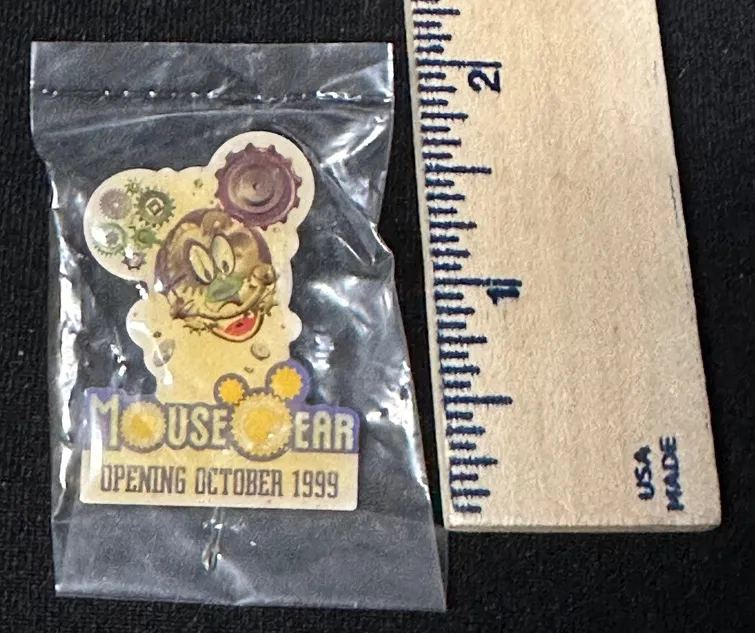 MOUSE GEAR
OPENING OCTOBER 1999
2
1
USA
MADE